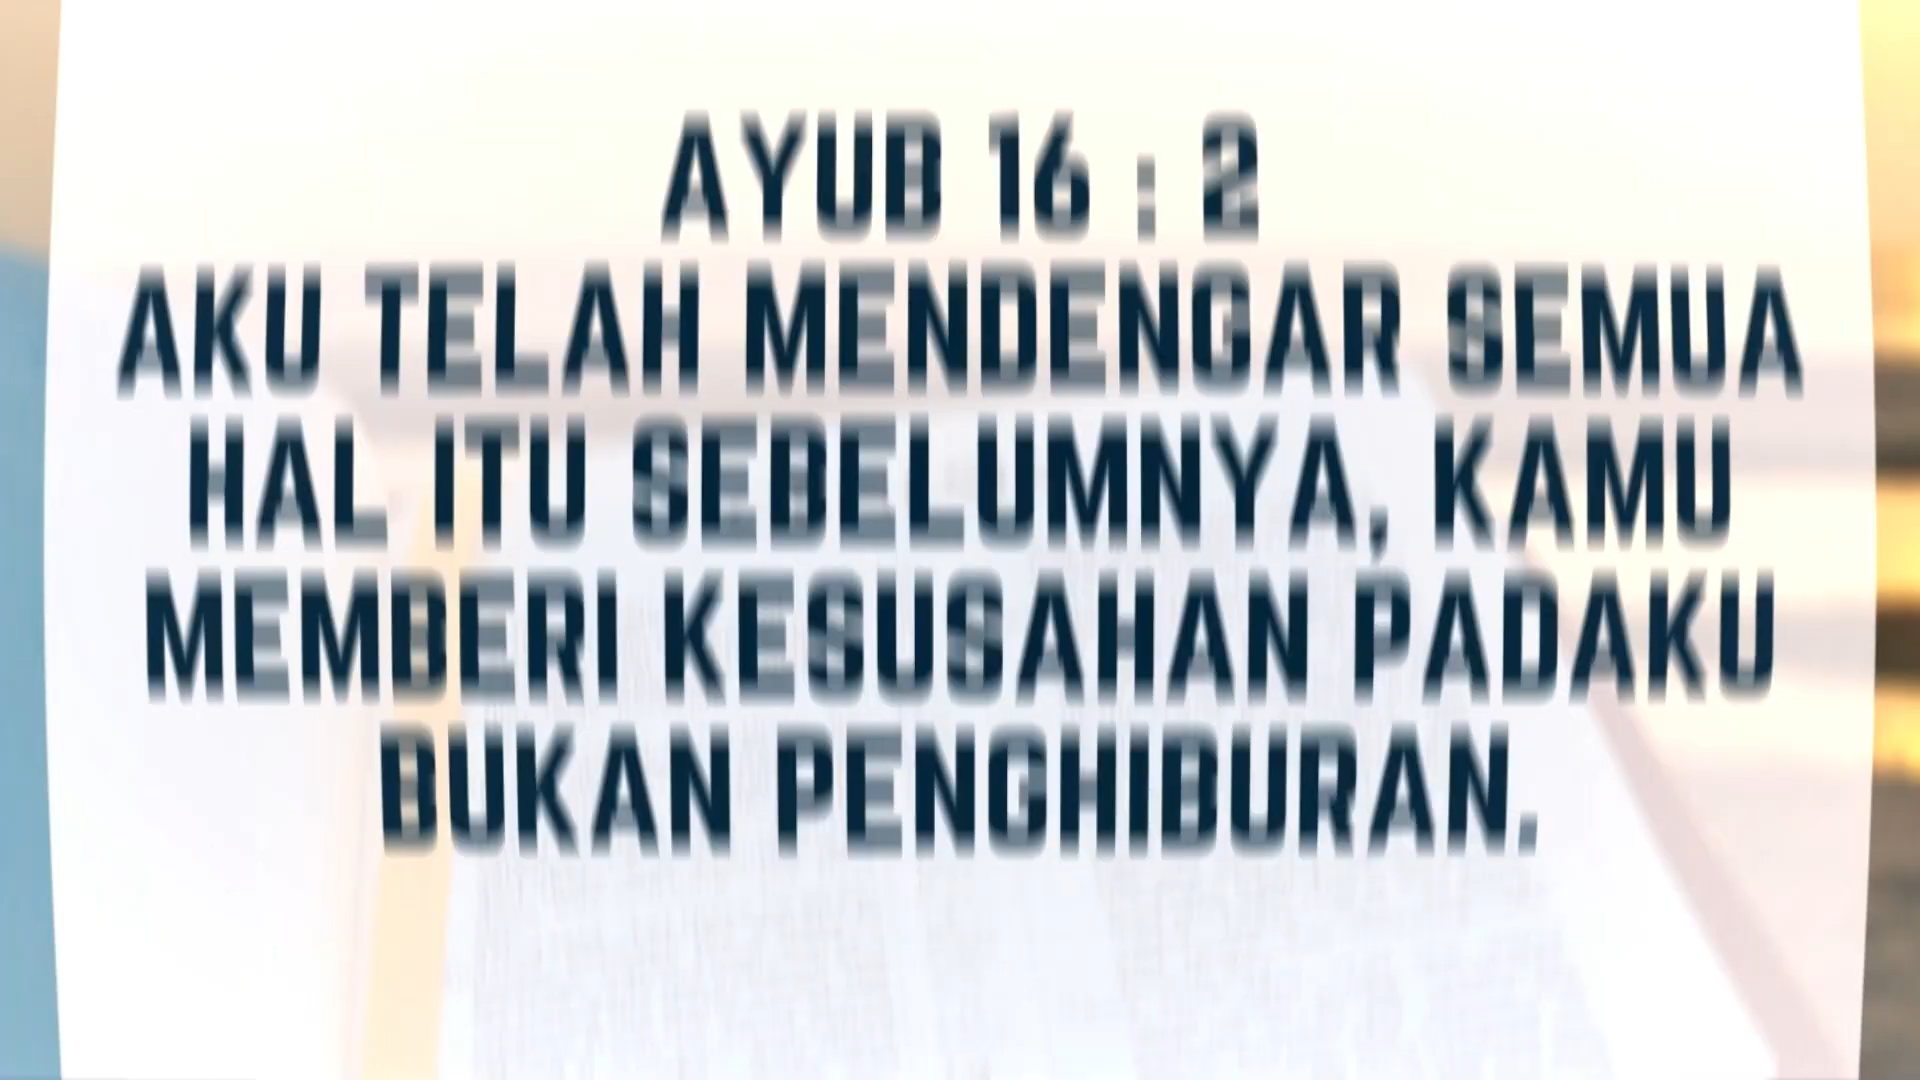 AYUB 16 : 2
AKU TELAH MENDENGAR SEMUA
HAL ITU SEBELUMNYA, KAMU
MEMBERI KESUSAHAN PADAKU
BUKAN PENGHIBURAN.